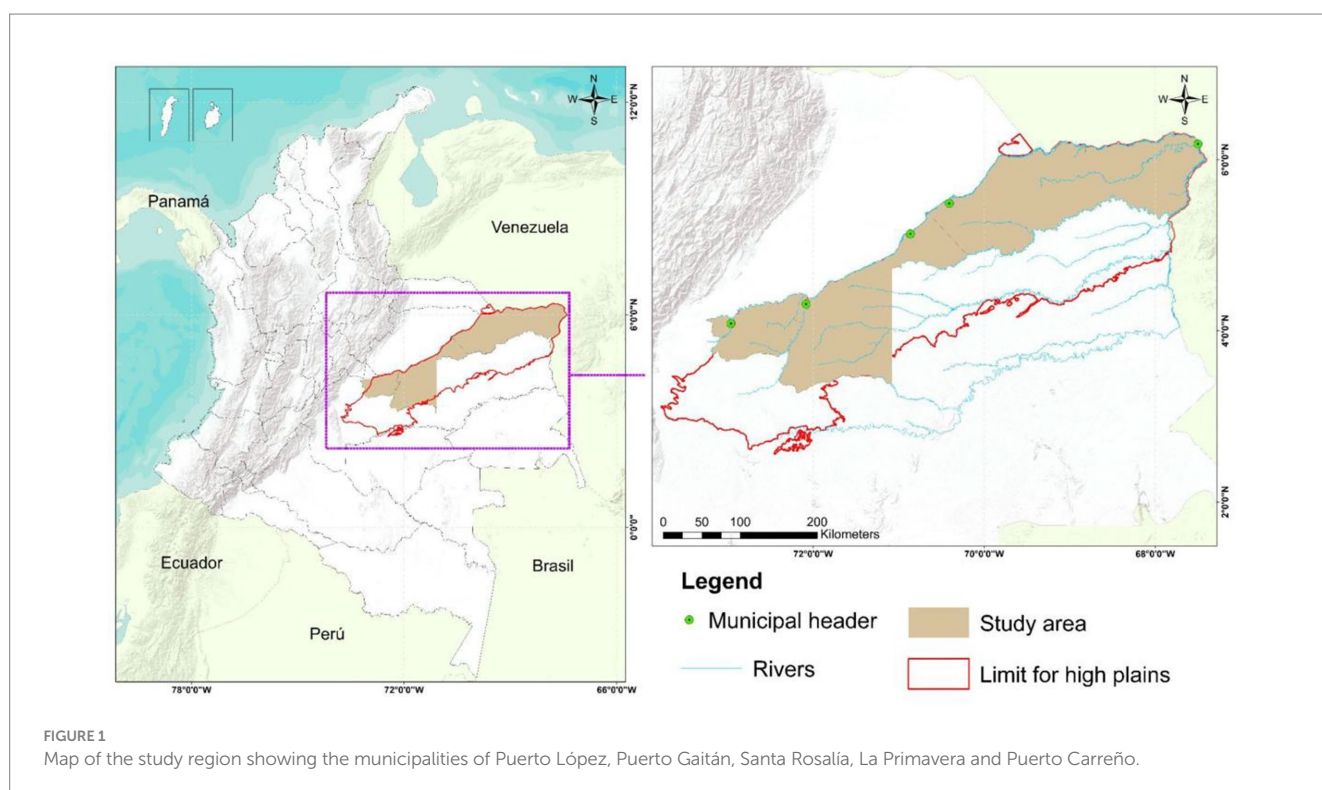 N
W E
S
12°0'0"N
Panamá
Venezuela
6°0'0"N
0°0'0"
Ecuador
Brasil
Perú
78°0'0"W
72°0'0"W
66°0'0"W
N
W E
S
6°0'0"N
4°0'0"N
2°0'0"N
0 50 100 200
Kilometers
72°0'0"W
70°0'0"W
68°0'0"W
Legend
Municipal header
Study area
Rivers
Limit for high plains
FIGURE 1
Map of the study region showing the municipalities of Puerto López, Puerto Gaitán, Santa Rosalía, La Primavera and Puerto Carreño.